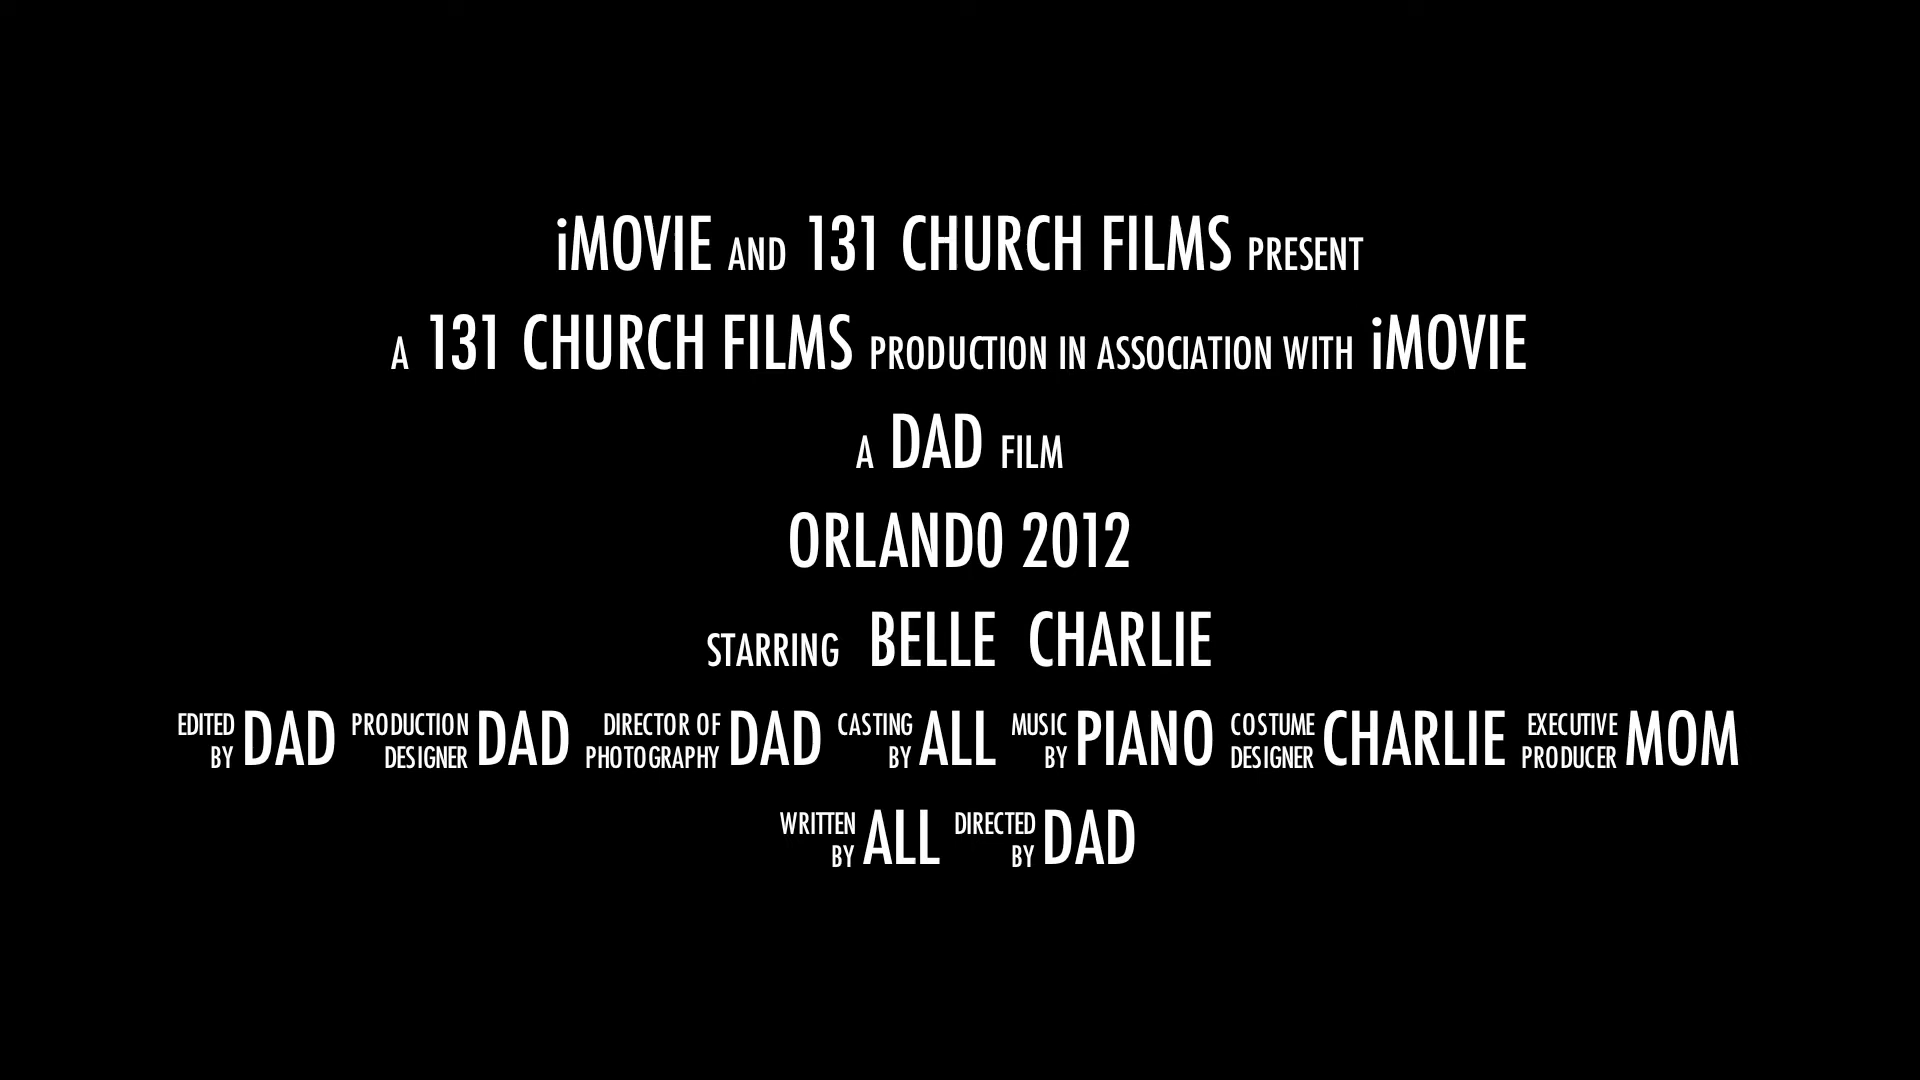 iMOVIE AND 131 CHURCH FILMS PRESENT
A 131 CHURCH FILMS PRODUCTION IN ASSOCIATION WITH iMOVIE
A DAD FILM
ORLANDO 2012
STARRING BELLE CHARLIE
EDITED BY DAD PRODUCTION DESIGNER DAD DIRECTOR OF PHOTOGRAPHY DAD CASTING BY ALL MUSIC BY PIANO COSTUME DESIGNER CHARLIE EXECUTIVE PRODUCER MOM
WRITTEN BY ALL DIRECTED BY DAD